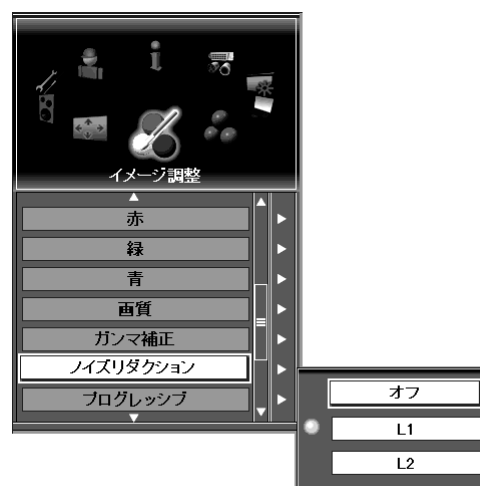 イメージ調整
赤
緑
青
画質
ガンマ補正
ノイズリダクション
プログレッシブ
オフ
L1
L2